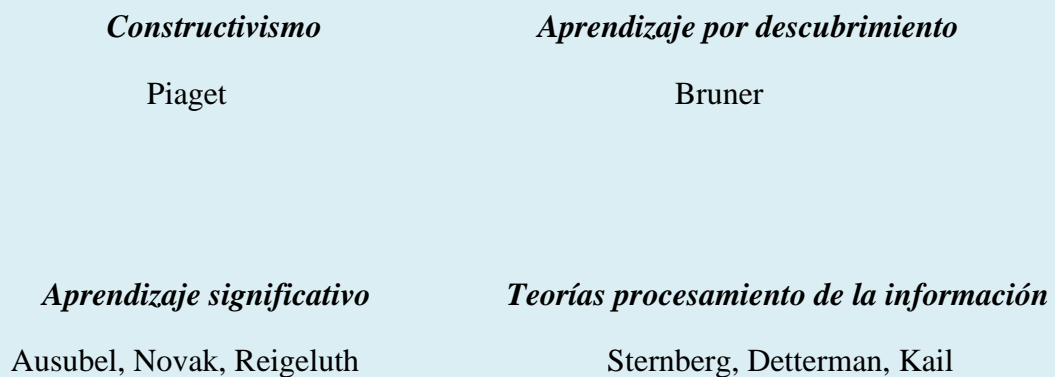 Constructivismo
Aprendizaje por descubrimiento
Piaget
Bruner
Aprendizaje significativo
Teorías procesamiento de la información
Ausubel, Novak, Reigeluth
Sternberg, Detterman, Kail